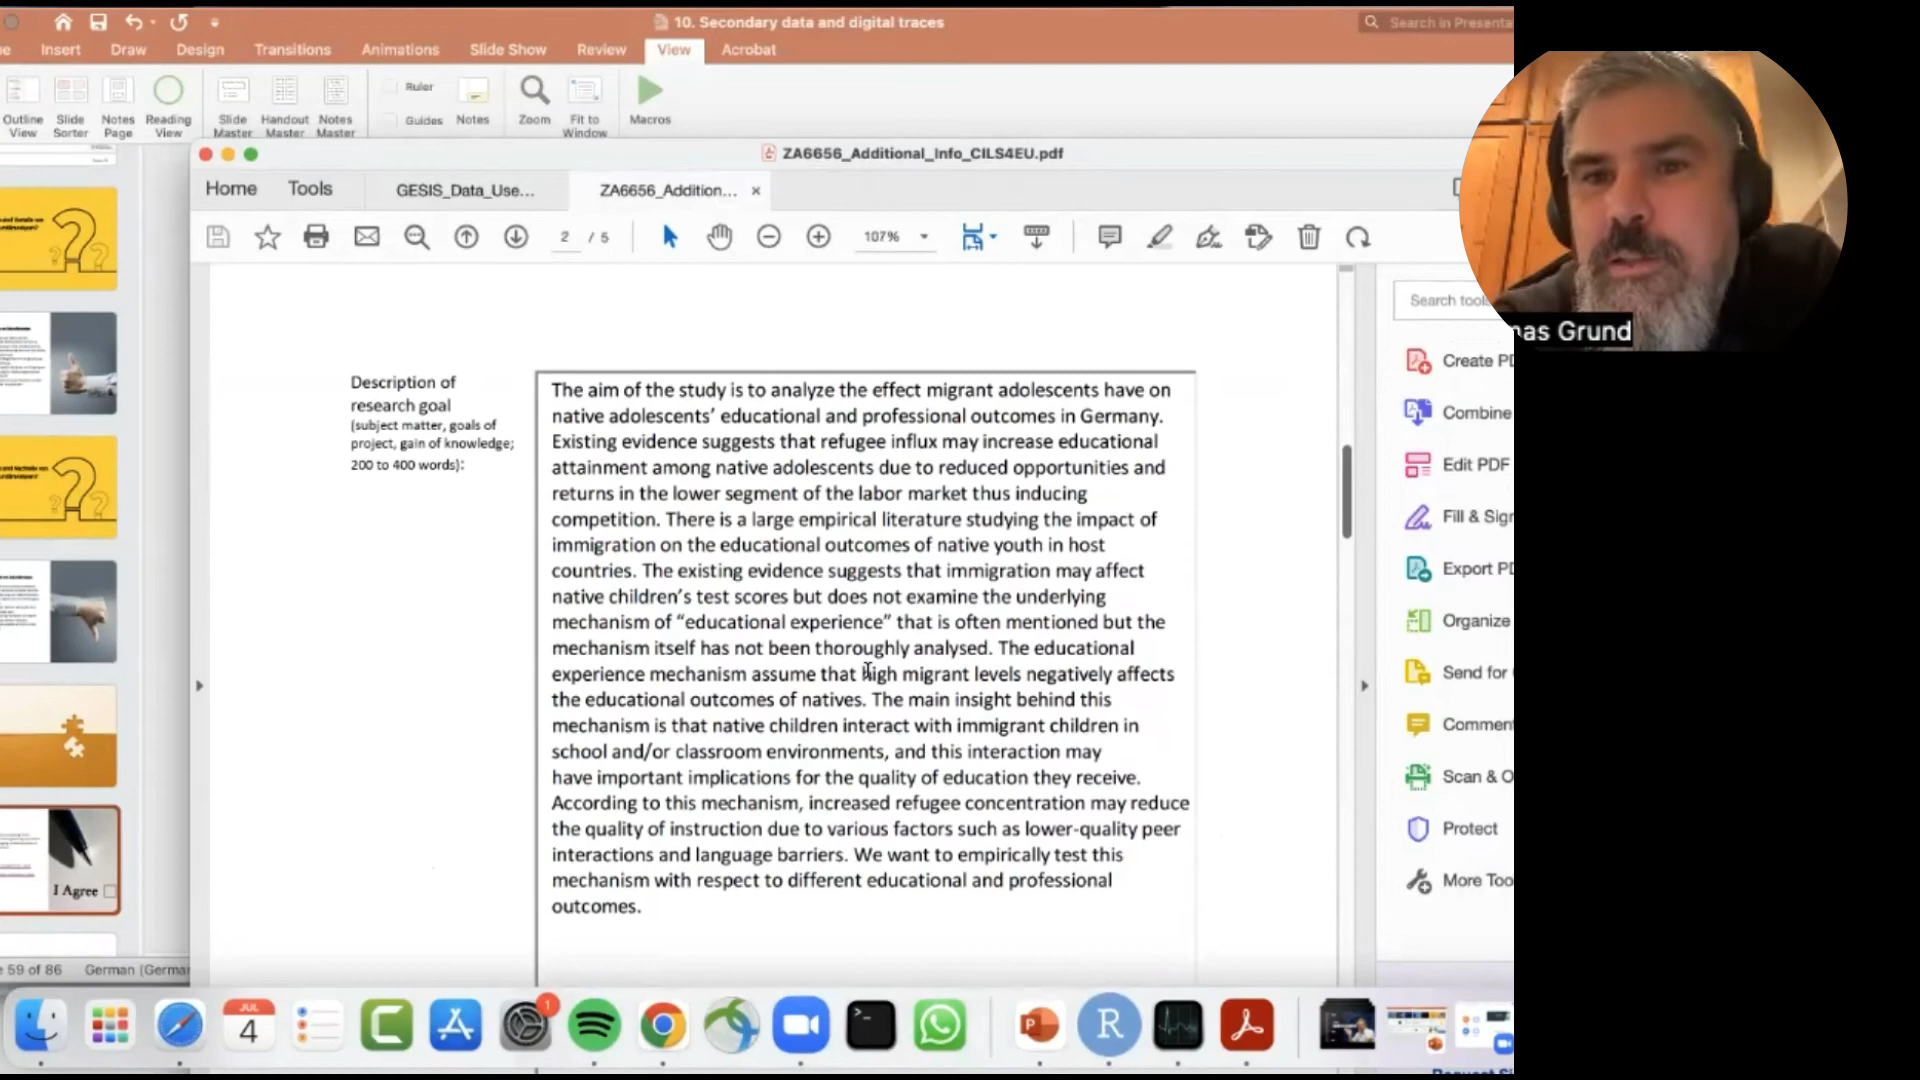 10. Secondary data and digital traces
Search in Presenta
Insert Draw Design Transitions Animations Slide Show Review View Acrobat
Ruler
Guides
Outline View
Slide Sorter
Notes Page
Reading View
Slide Master
Handout Master
Notes Master
Notes
Zoom
Fit to Window
Macros
ZA6656_Additional_Info_CILS4EU.pdf
Home Tools GESIS_Data_Use... ZA6656_Addition... ×
2 / 5 107%
Description of
research goal
(subject matter, goals of
project, gain of knowledge;
200 to 400 words):
The aim of the study is to analyze the effect migrant adolescents have on
native adolescents' educational and professional outcomes in Germany.
Existing evidence suggests that refugee influx may increase educational
attainment among native adolescents due to reduced opportunities and
returns in the lower segment of the labor market thus inducing
competition. There is a large empirical literature studying the impact of
immigration on the educational outcomes of native youth in host
countries. The existing evidence suggests that immigration may affect
native children's test scores but does not examine the underlying
mechanism of “educational experience” that is often mentioned but the
mechanism itself has not been thoroughly analysed. The educational
experience mechanism assume that high migrant levels negatively affects
the educational outcomes of natives. The main insight behind this
mechanism is that native children interact with immigrant children in
school and/or classroom environments, and this interaction may
have important implications for the quality of education they receive.
According to this mechanism, increased refugee concentration may reduce
the quality of instruction due to various factors such as lower-quality peer
interactions and language barriers. We want to empirically test this
mechanism with respect to different educational and professional
outcomes.
Search tool
Create PD
Combine
Edit PDF
Fill & Sign
Export PD
Organize
Send for
Commen
Scan & O
Protect
More Too
nas Grund
I Agree
59 of 86 German (German
JUL
4
1